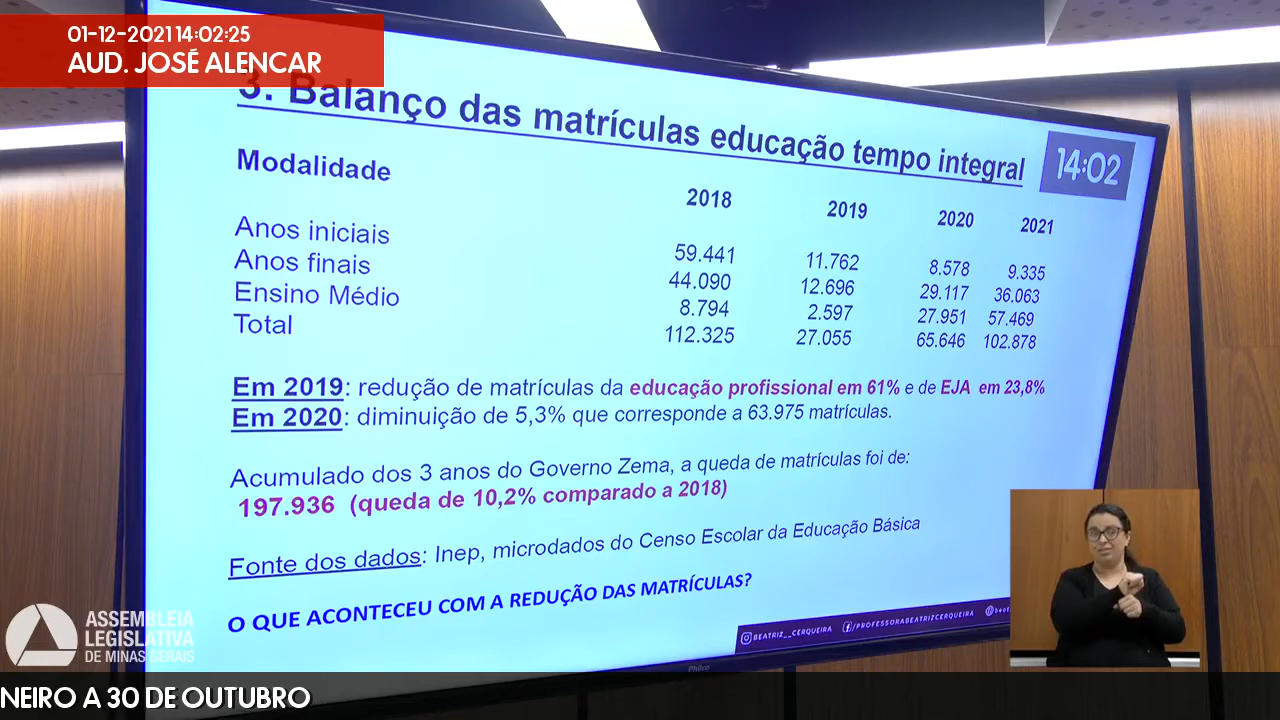 01-12-2021 14:02:25
AUD. JOSÉ ALENCAR
3. Balanço das matrículas educação tempo integral
14:02
Modalidade 2018 2019 2020 2021
Anos iniciais 59.441 11.762 8.578 9.335
Anos finais 44.090 12.696 29.117 36.063
Ensino Médio 8.794 2.597 27.951 57.469
Total 112.325 27.055 65.646 102.878
Em 2019: redução de matrículas da educação profissional em 61% e de EJA em 23,8%
Em 2020: diminuição de 5,3% que corresponde a 63.975 matrículas.
Acumulado dos 3 anos do Governo Zema, a queda de matrículas foi de:
197.936 (queda de 10,2% comparado a 2018)
Fonte dos dados: Inep, microdados do Censo Escolar da Educação Básica
O QUE ACONTECEU COM A REDUÇÃO DAS MATRÍCULAS?
BEATRIZ__CERQUEIRA /PROFESSORABEATRIZCERQUEIRA
Philco
ASSEMBLEIA
LEGISLATIVA
DE MINAS GERAIS
NEIRO A 30 DE OUTUBRO